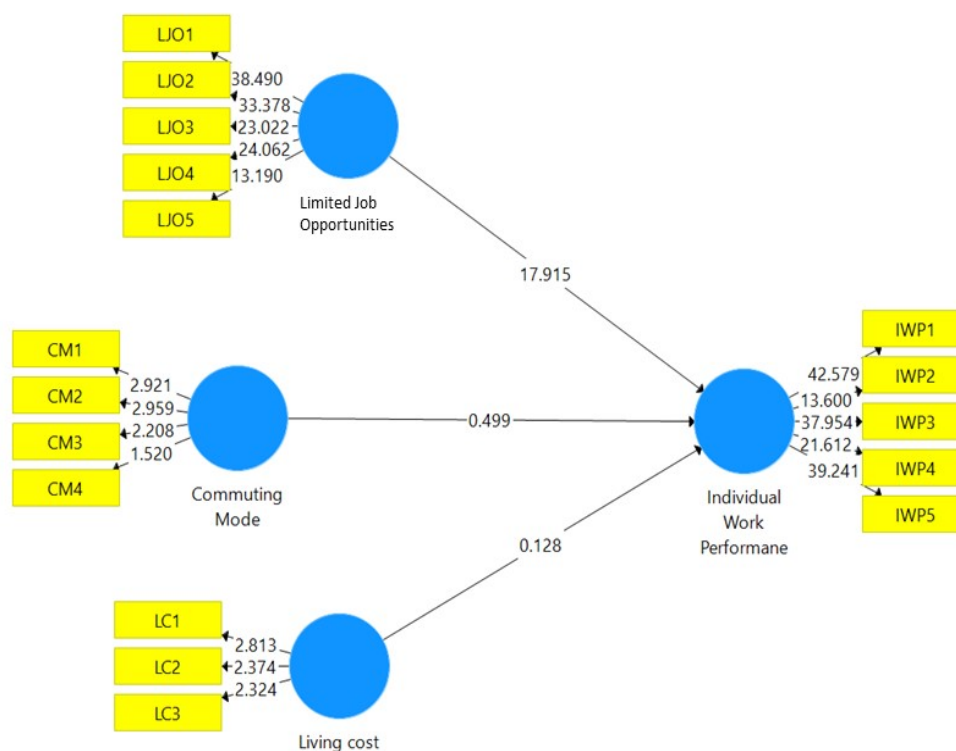 LJO1
LJO2
LJO3
LJO4
LJO5
38.490
33.378
23.022
24.062
13.190
Limited Job
Opportunities
17.915
CM1
CM2
CM3
CM4
2.921
2.959
2.208
1.520
Commuting
Mode
0.499
IWP1
IWP2
IWP3
IWP4
IWP5
42.579
13.600
37.954
21.612
39.241
Individual
Work
Performane
0.128
LC1
LC2
LC3
2.813
2.374
2.324
Living cost